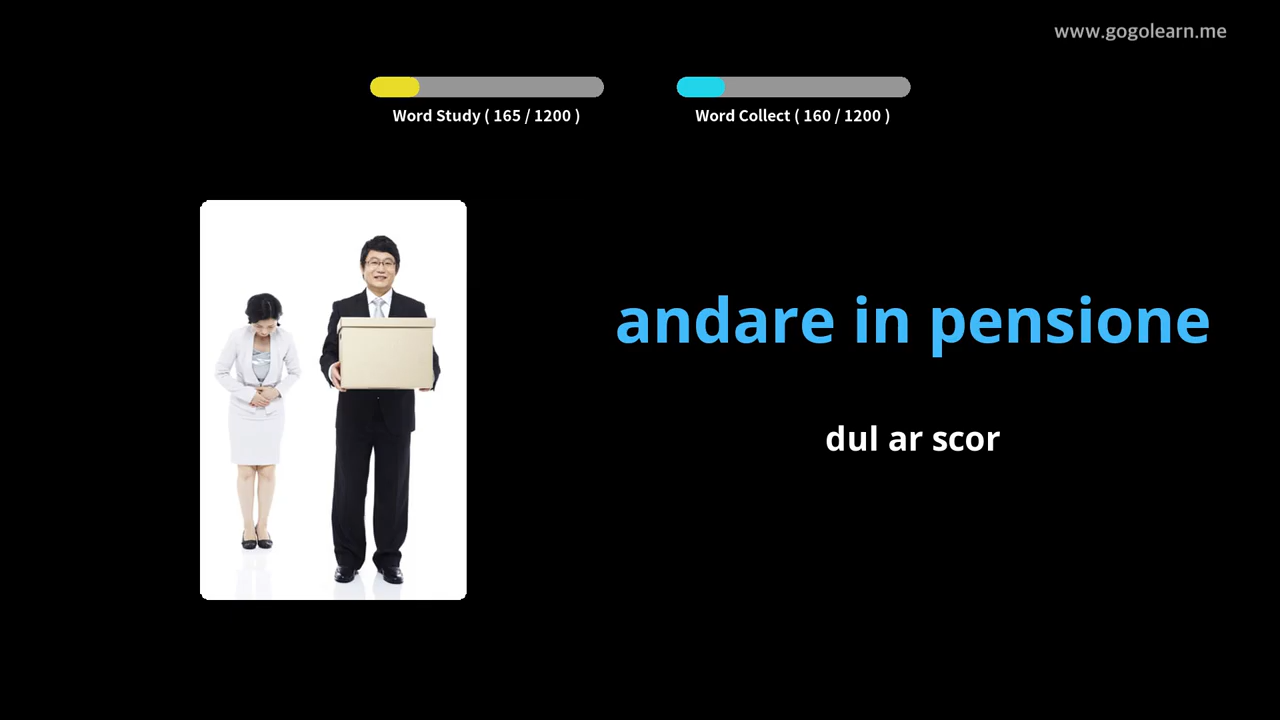 www.gogolearn.me
Word Study ( 165 / 1200 )
Word Collect ( 160 / 1200 )
andare in pensione
dul ar scor